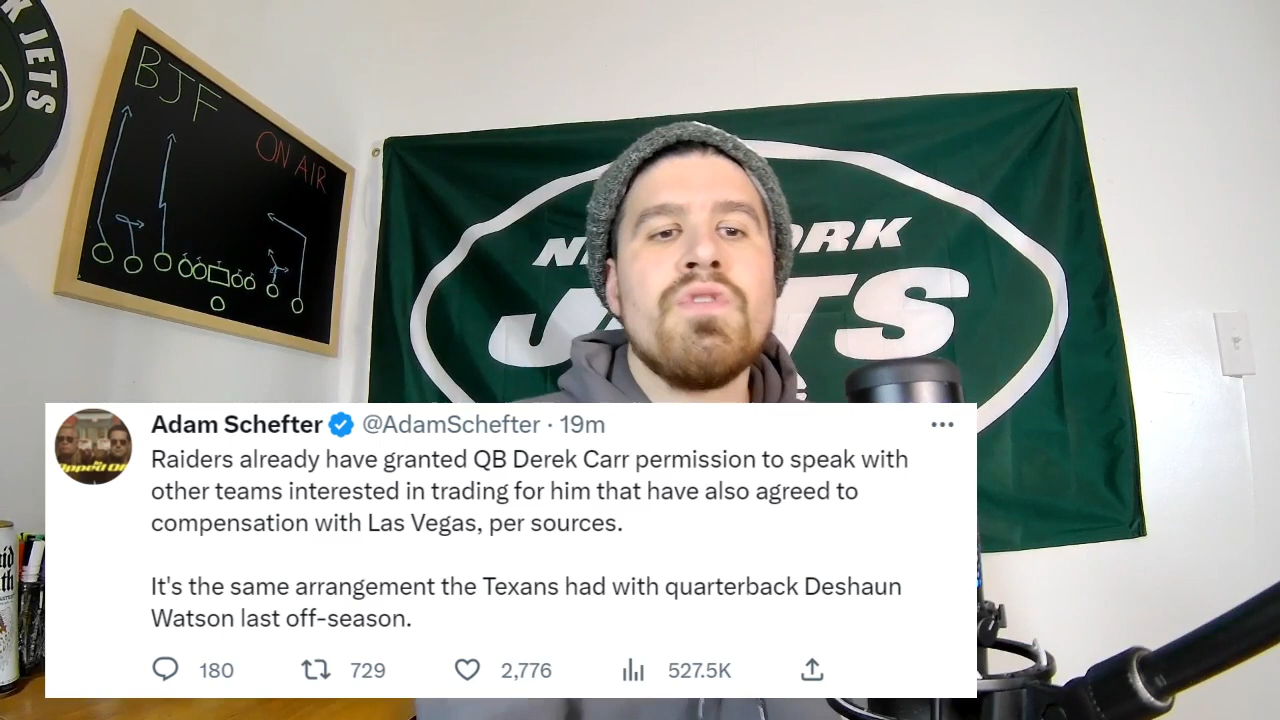 K JETS
BJF
ON AIR
N
ORK
J TS
Adam Schefter @AdamSchefter · 19m
Raiders already have granted QB Derek Carr permission to speak with
other teams interested in trading for him that have also agreed to
compensation with Las Vegas, per sources.
It's the same arrangement the Texans had with quarterback Deshaun
Watson last off-season.
180 729 2,776 527.5K